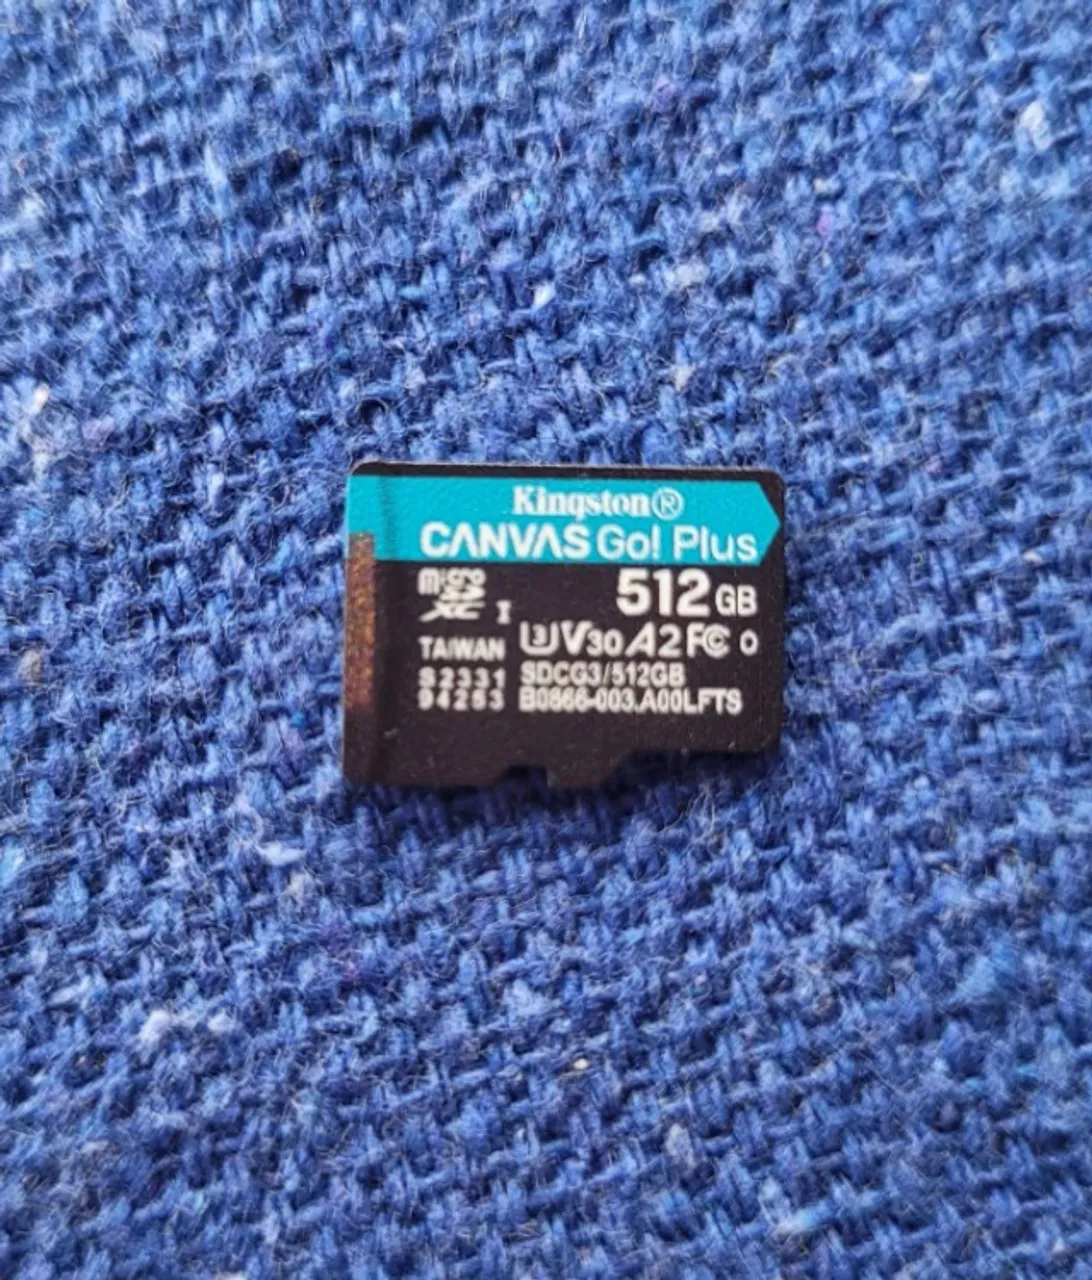 Kingston®
CANVAS Go! Plus
micro SD XC I
512 GB
TAIWAN
U3 V30 A2 FC
S2331
94253
SDCG3/512GB
B0866-003.A00LFTS